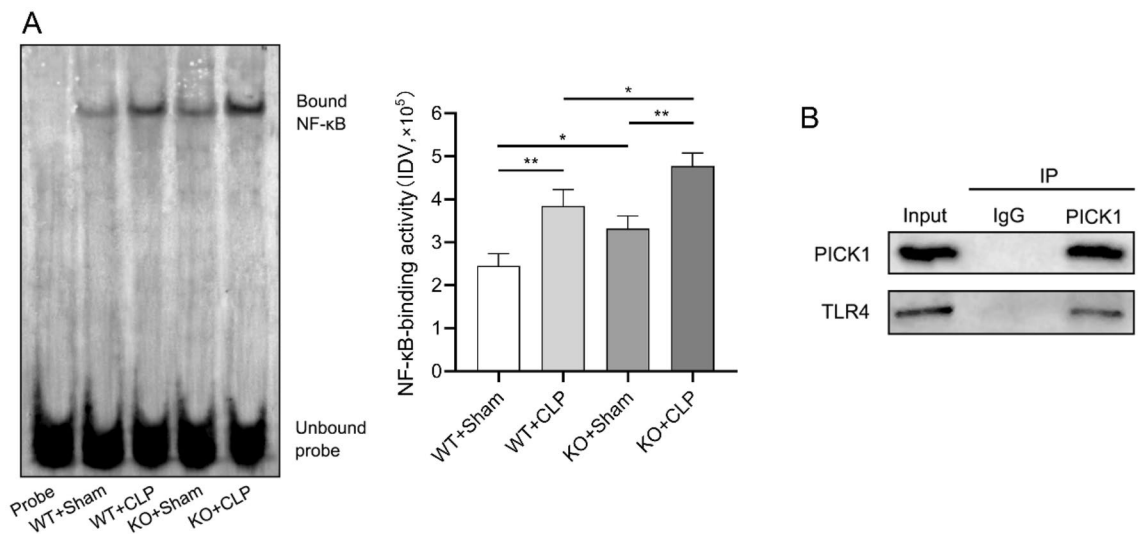 A
Bound
NF-κB
Unbound
probe
Probe
WT+Sham
WT+CLP
KO+Sham
KO+CLP
NF-κB-binding activity(IDV,×10⁵)
6
5
4
3
2
1
0
*
*
**
**
WT+Sham
WT+CLP
KO+Sham
KO+CLP
B
IP
Input IgG PICK1
PICK1
TLR4